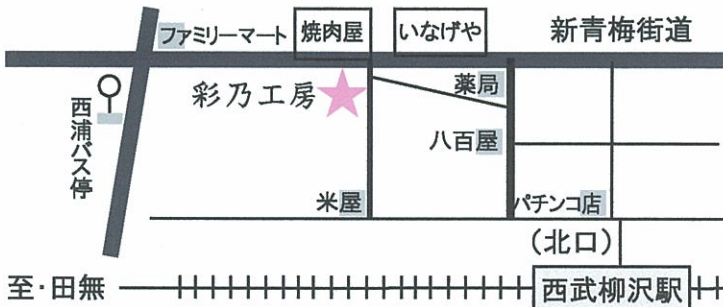 ファミリーマート
焼肉屋
いなげや
新青梅街道
西浦バス停
彩乃工房
薬局
八百屋
米屋
パチンコ店
(北口)
至・田無
西武柳沢駅